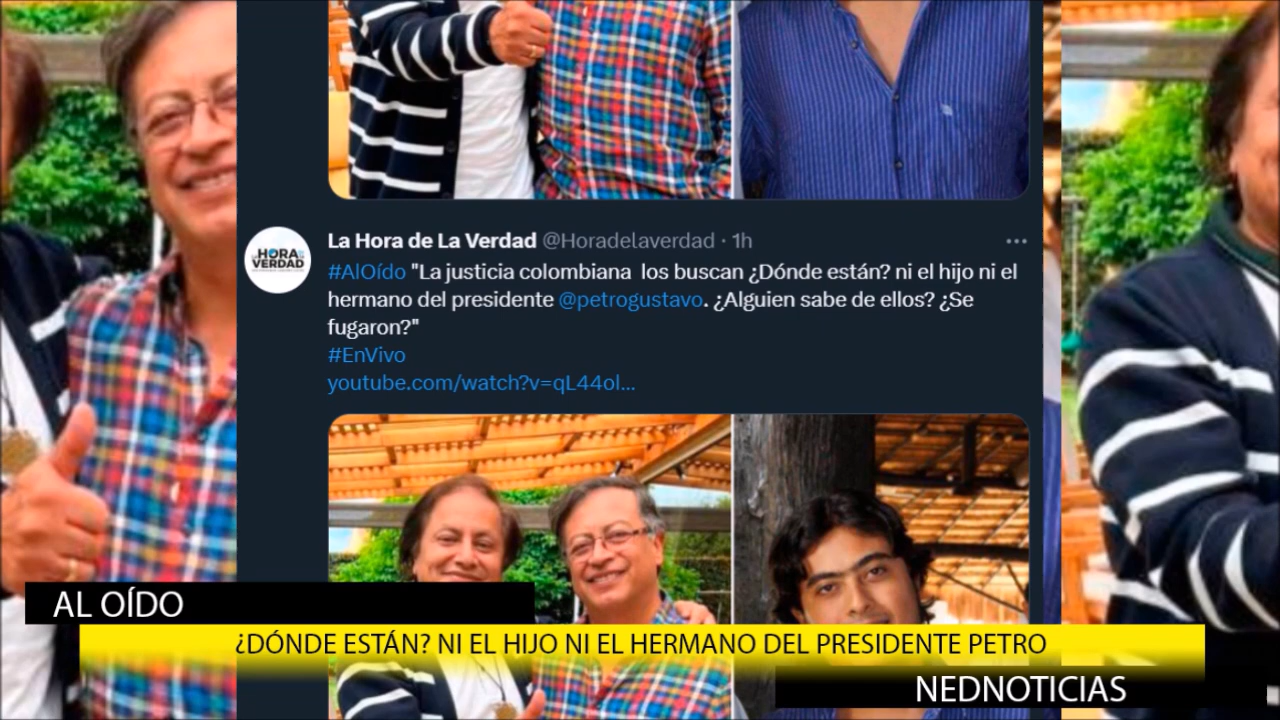 La Hora de La Verdad @Horadelaverdad · 1h
HORA
VERDAD
#AlOído "La justicia colombiana los buscan ¿Dónde están? ni el hijo ni el
hermano del presidente @petrogustavo. ¿Alguien sabe de ellos? ¿Se
fugaron?"
#EnVivo
youtube.com/watch?v=qL44ol...
AL OÍDO
¿DÓNDE ESTÁN? NI EL HIJO NI EL HERMANO DEL PRESIDENTE PETRO
NEDNOTICIAS